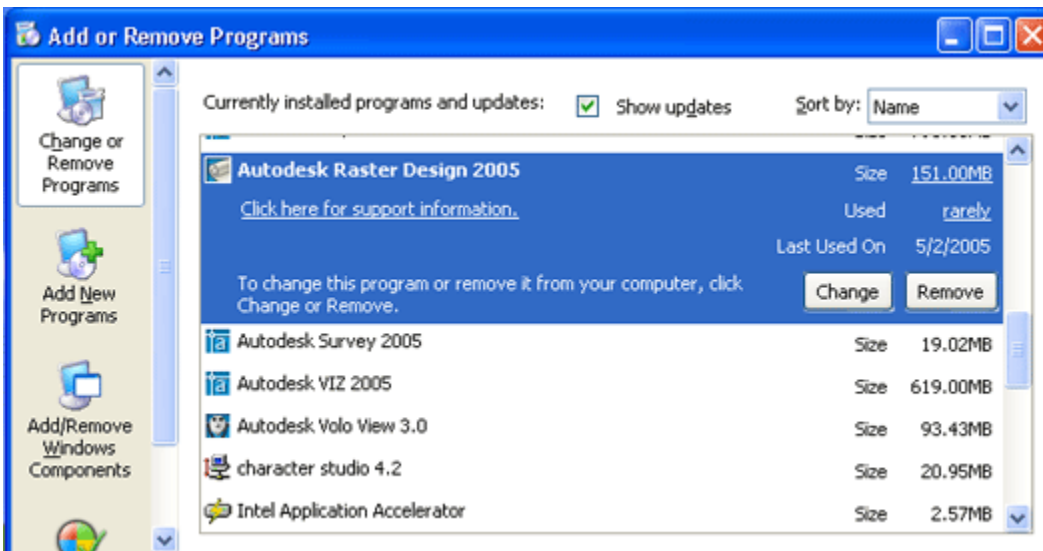 Add or Remove Programs
Change or
Remove
Programs
Add New
Programs
Add/Remove
Windows
Components
Currently installed programs and updates: Show updates Sort by: Name
Autodesk Raster Design 2005 Size 151.00MB
Click here for support information. Used rarely
Last Used On 5/2/2005
To change this program or remove it from your computer, click
Change or Remove. Change Remove
Autodesk Survey 2005 Size 19.02MB
Autodesk VIZ 2005 Size 619.00MB
Autodesk Volo View 3.0 Size 93.43MB
character studio 4.2 Size 20.95MB
Intel Application Accelerator Size 2.57MB